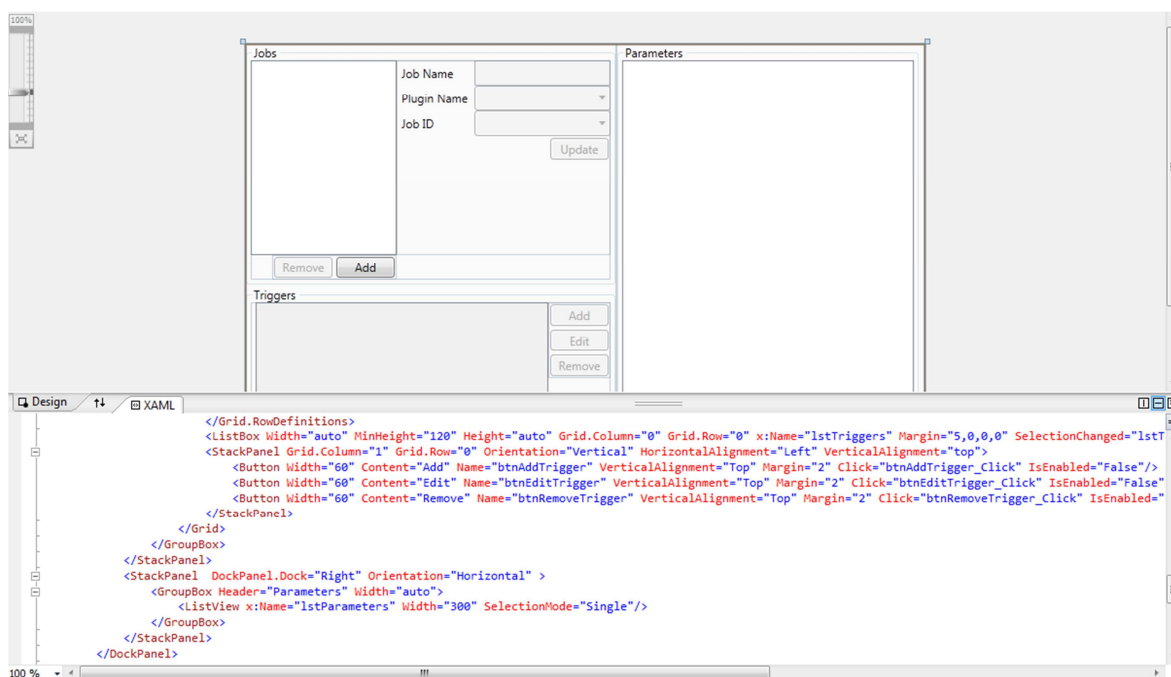 100%
Jobs
Parameters
Job Name
Plugin Name
Job ID
Update
Remove Add
Triggers
Add
Edit
Remove
Design XAML
</Grid.RowDefinitions>
<ListBox Width="auto" MinHeight="120" Height="auto" Grid.Column="0" Grid.Row="0" x:Name="lstTriggers" Margin="5,0,0,0" SelectionChanged="lstT
<StackPanel Grid.Column="1" Grid.Row="0" Orientation="Vertical" HorizontalAlignment="Left" VerticalAlignment="top">
<Button Width="60" Content="Add" Name="btnAddTrigger" VerticalAlignment="Top" Margin="2" Click="btnAddTrigger_Click" IsEnabled="False"/>
<Button Width="60" Content="Edit" Name="btnEditTrigger" VerticalAlignment="Top" Margin="2" Click="btnEditTrigger_Click" IsEnabled="False"
<Button Width="60" Content="Remove" Name="btnRemoveTrigger" VerticalAlignment="Top" Margin="2" Click="btnRemoveTrigger_Click" IsEnabled="
</StackPanel>
</Grid>
</GroupBox>
</StackPanel>
<StackPanel  DockPanel.Dock="Right" Orientation="Horizontal" >
<GroupBox Header="Parameters" Width="auto">
<ListView x:Name="lstParameters" Width="300" SelectionMode="Single"/>
</GroupBox>
</StackPanel>
</DockPanel>
100 %